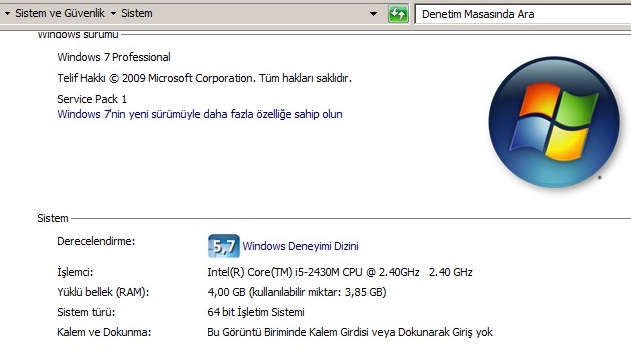 Sistem ve Güvenlik Sistem Denetim Masasında Ara
Windows sürümü
Windows 7 Professional
Telif Hakkı © 2009 Microsoft Corporation. Tüm hakları saklıdır.
Service Pack 1
Windows 7'nin yeni sürümüyle daha fazla özelliğe sahip olun
Sistem
Derecelendirme: 5,7 Windows Deneyimi Dizini
İşlemci: Intel(R) Core(TM) i5-2430M CPU @ 2.40GHz 2.40 GHz
Yüklü bellek (RAM): 4,00 GB (kullanılabilir miktar: 3,85 GB)
Sistem türü: 64 bit İşletim Sistemi
Kalem ve Dokunma: Bu Görüntü Biriminde Kalem Girdisi veya Dokunarak Giriş yok